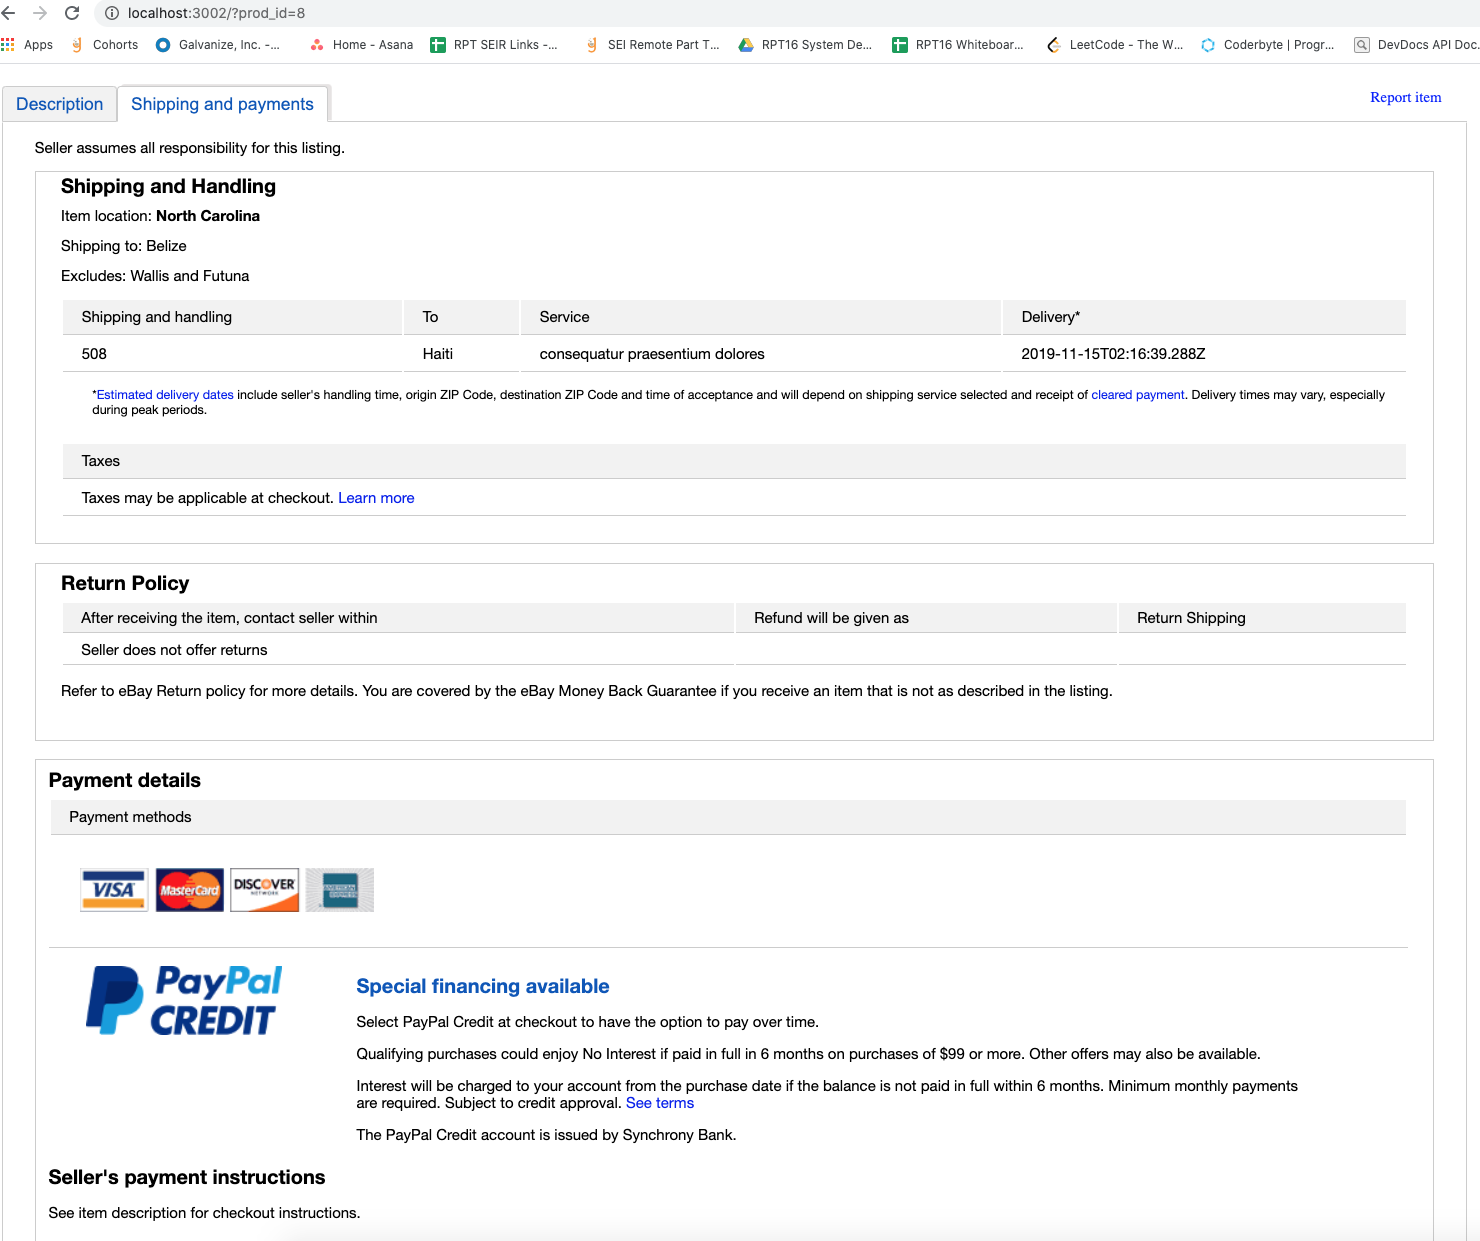 localhost:3002/?prod_id=8
Apps Cohorts Galvanize, Inc. -... Home - Asana RPT SEIR Links -... SEI Remote Part T... RPT16 System De... RPT16 Whiteboar... LeetCode - The W... Coderbyte | Progr... DevDocs API Doc.
Description Shipping and payments Report item
Seller assumes all responsibility for this listing.
Shipping and Handling
Item location: North Carolina
Shipping to: Belize
Excludes: Wallis and Futuna
Shipping and handling To Service Delivery*
508 Haiti consequatur praesentium dolores 2019-11-15T02:16:39.288Z
*Estimated delivery dates include seller's handling time, origin ZIP Code, destination ZIP Code and time of acceptance and will depend on shipping service selected and receipt of cleared payment. Delivery times may vary, especially
during peak periods.
Taxes
Taxes may be applicable at checkout. Learn more
Return Policy
After receiving the item, contact seller within Refund will be given as Return Shipping
Seller does not offer returns
Refer to eBay Return policy for more details. You are covered by the eBay Money Back Guarantee if you receive an item that is not as described in the listing.
Payment details
Payment methods
VISA MasterCard DISCOVER NETWORK AMERICAN EXPRESS
PayPal
CREDIT
Special financing available
Select PayPal Credit at checkout to have the option to pay over time.
Qualifying purchases could enjoy No Interest if paid in full in 6 months on purchases of $99 or more. Other offers may also be available.
Interest will be charged to your account from the purchase date if the balance is not paid in full within 6 months. Minimum monthly payments
are required. Subject to credit approval. See terms
The PayPal Credit account is issued by Synchrony Bank.
Seller's payment instructions
See item description for checkout instructions.